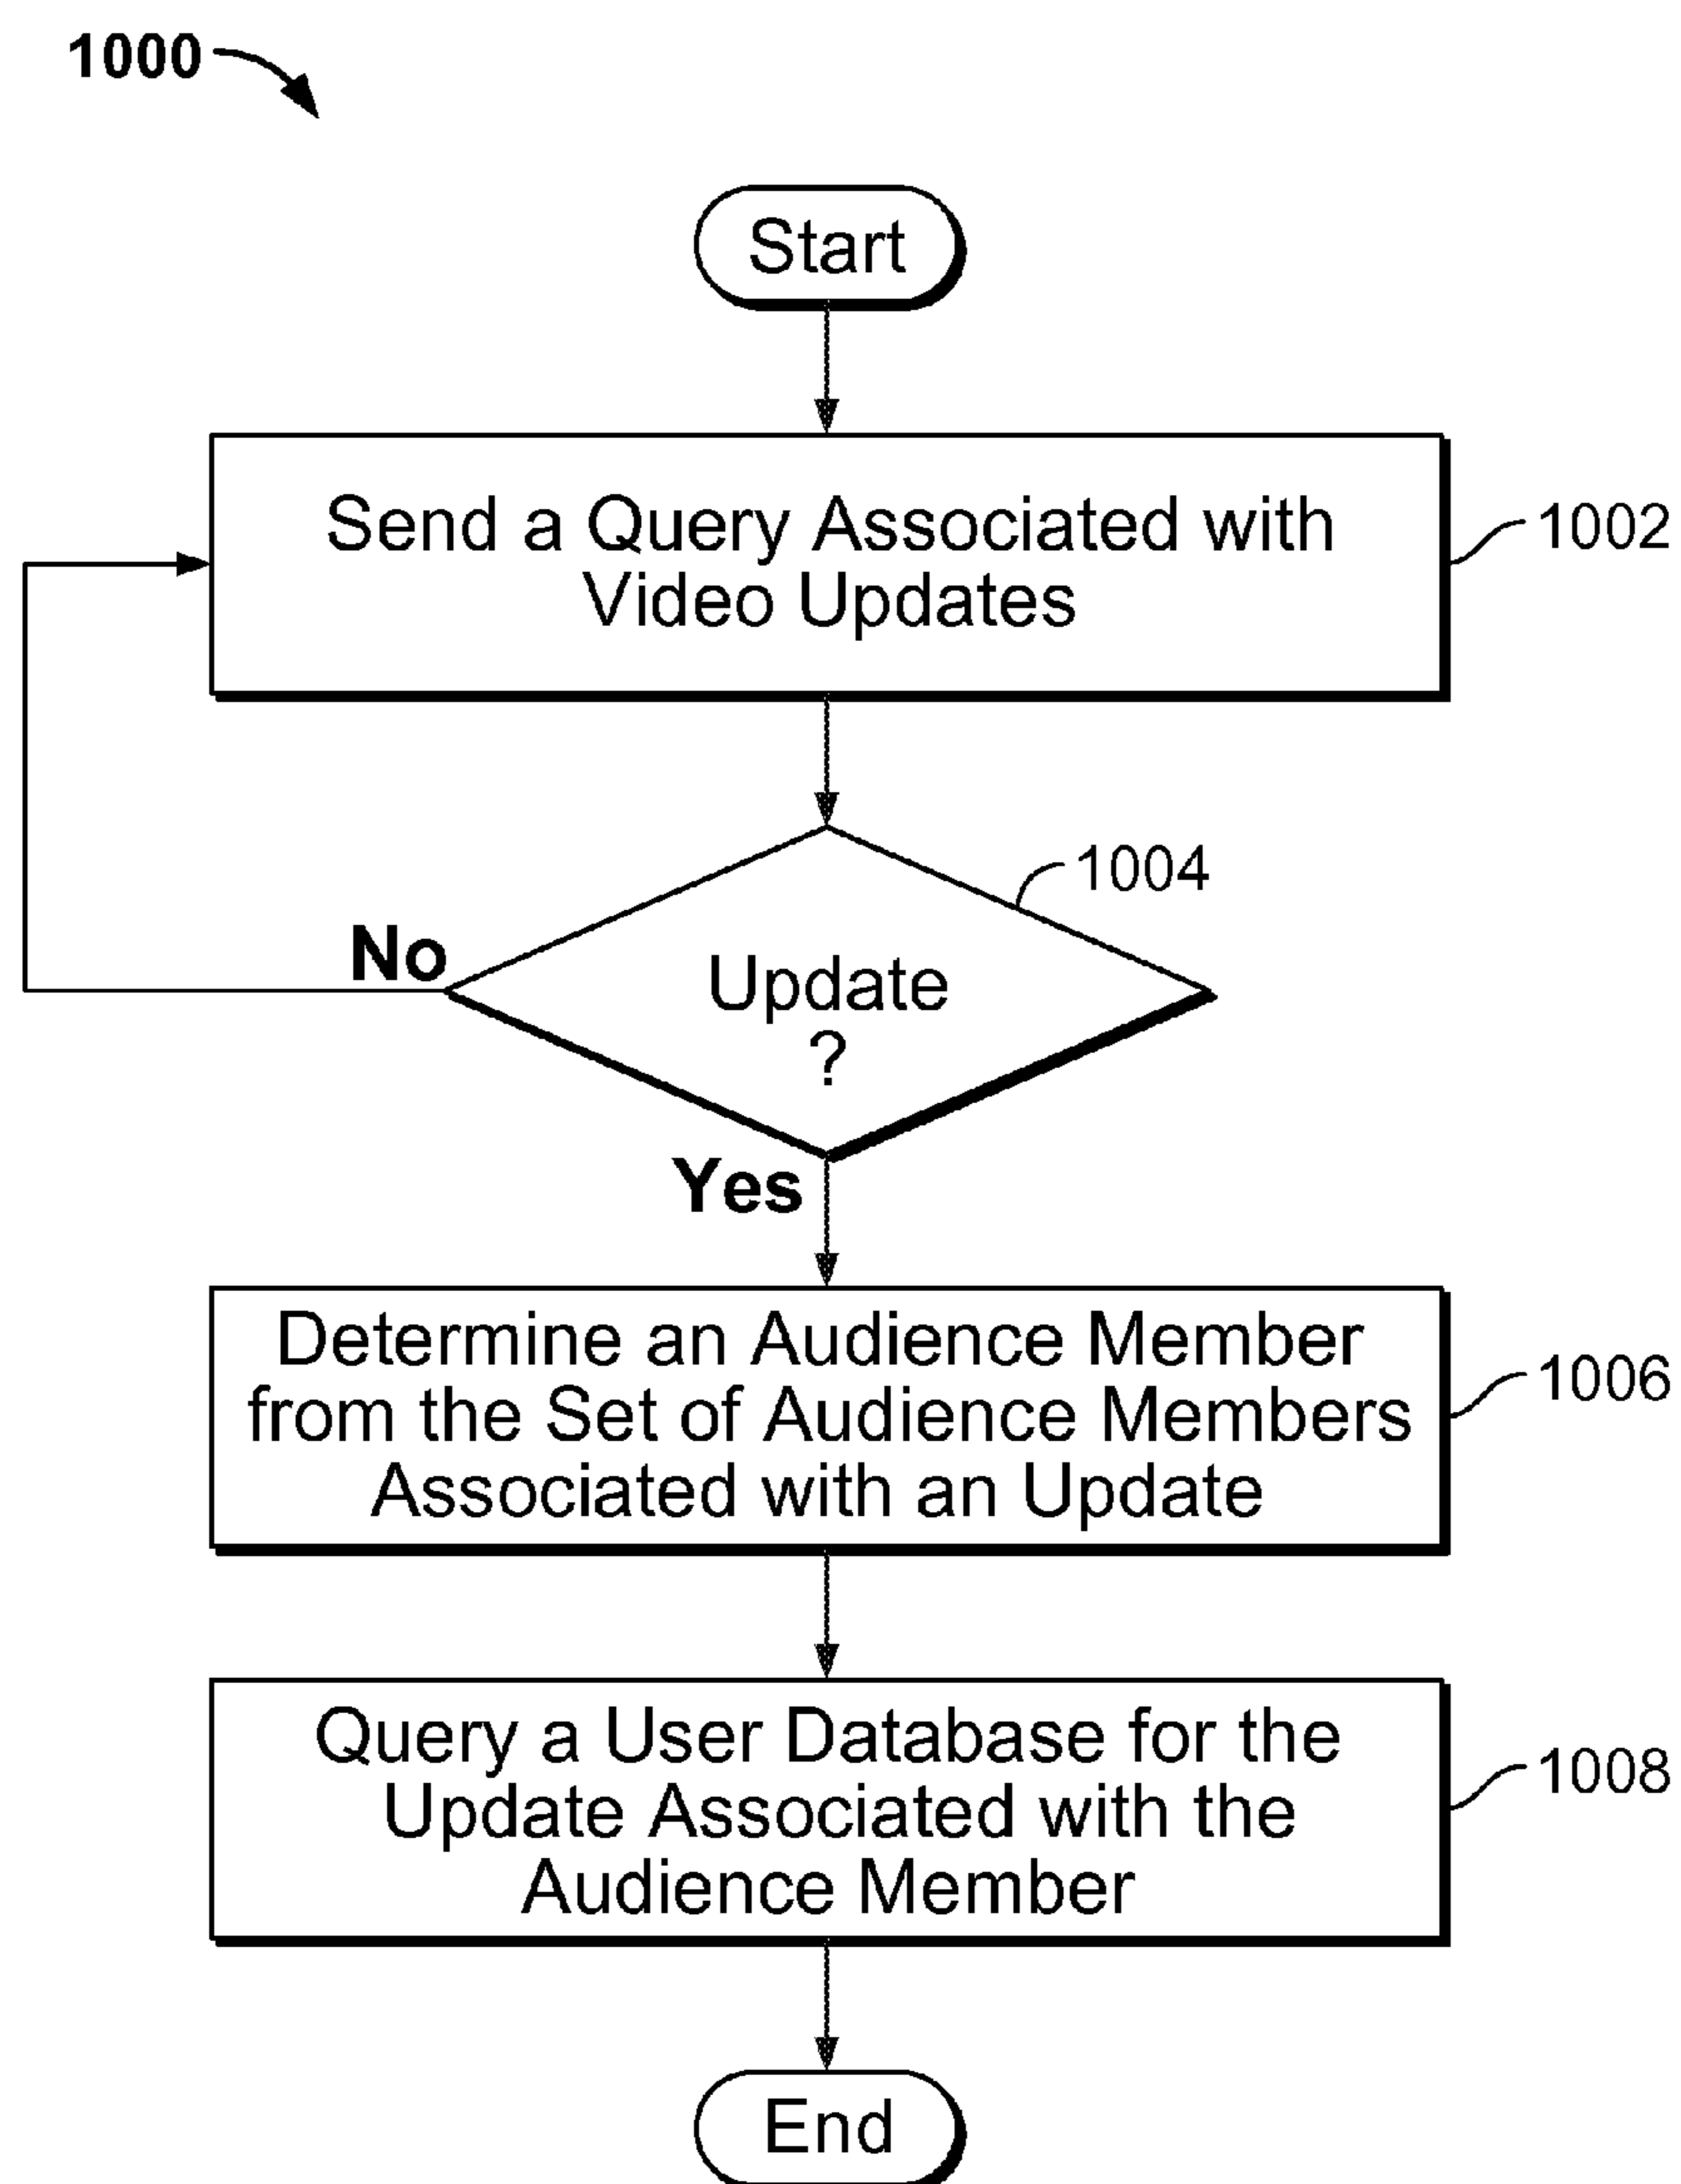 1000
Start
Send a Query Associated with
Video Updates
1002
1004
No
Update
?
Yes
Determine an Audience Member
from the Set of Audience Members
Associated with an Update
1006
Query a User Database for the
Update Associated with the
Audience Member
1008
End